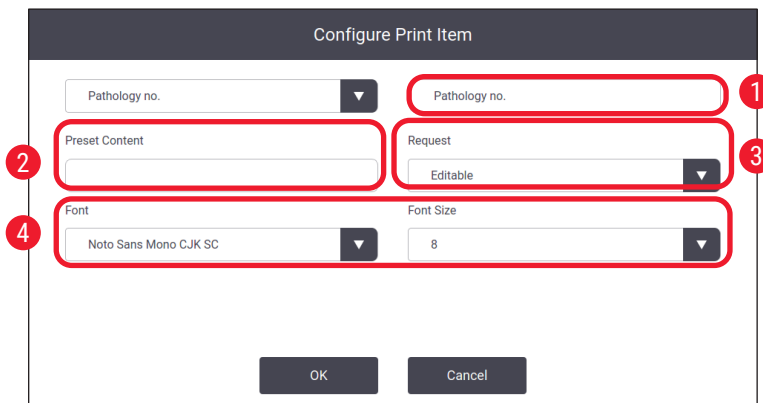 Configure Print Item
Pathology no. Pathology no. 1
Preset Content Request
2 3
Editable
Font Font Size
4
Noto Sans Mono CJK SC 8
OK Cancel